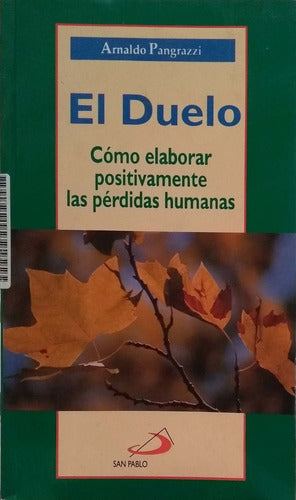 Arnaldo Pangrazzi
El Duelo
Cómo elaborar
positivamente
las pérdidas humanas
SAN PABLO